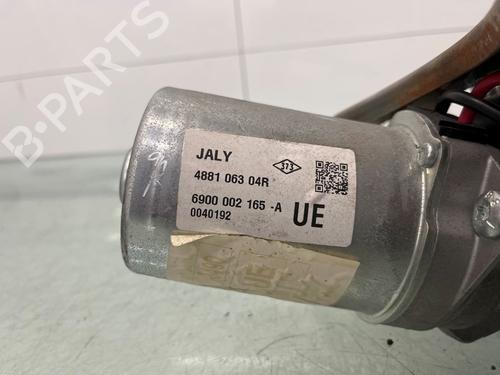 B-PARTS
JALY
373
4881 063 04R
6900 002 165 -A
0040192
UE